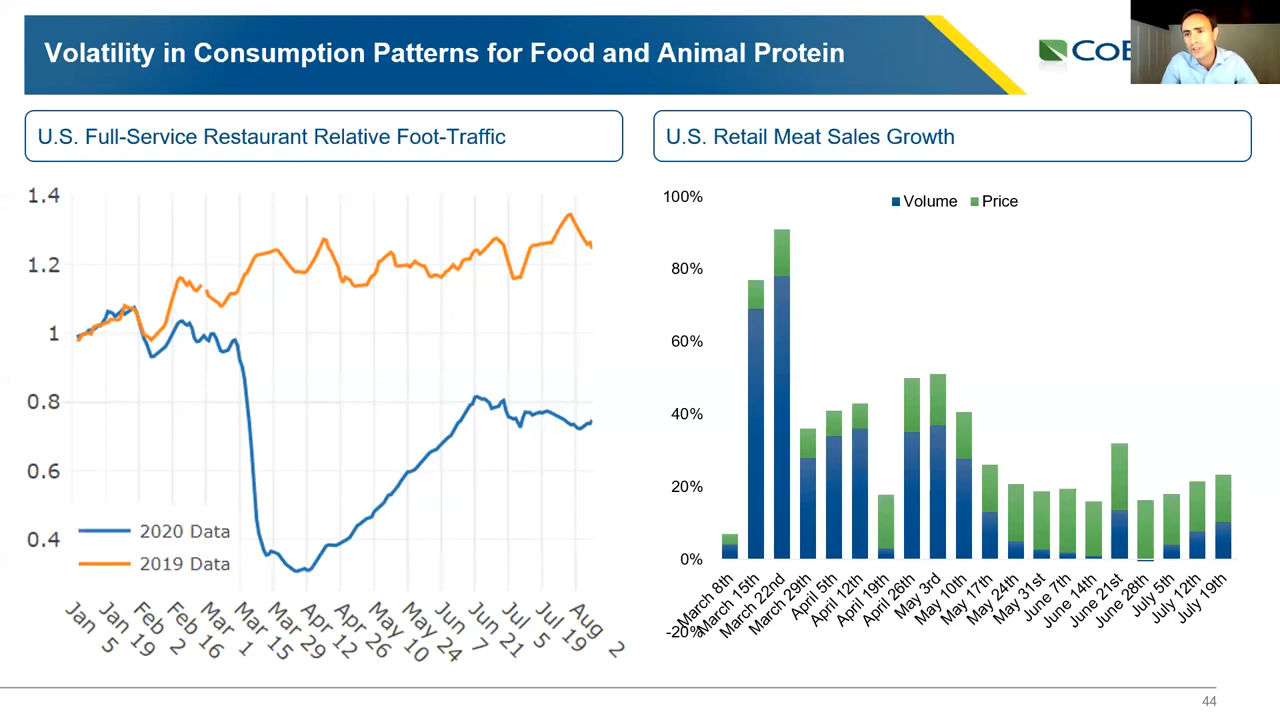 Volatility in Consumption Patterns for Food and Animal Protein
U.S. Full-Service Restaurant Relative Foot-Traffic
1.4
1.2
1
0.8
0.6
0.4
2020 Data
2019 Data
Jan 5
Jan 19
Feb 2
Feb 16
Mar 1
Mar 15
Mar 29
Apr 12
Apr 26
May 10
May 24
Jun 7
Jun 21
Jul 5
Jul 19
Aug 2
U.S. Retail Meat Sales Growth
Volume Price
100%
80%
60%
40%
20%
0%
-20%
March 8th
March 15th
March 22nd
March 29th
April 5th
April 12th
April 19th
April 26th
May 3rd
May 10th
May 17th
May 24th
May 31st
June 7th
June 14th
June 21st
June 28th
July 5th
July 12th
July 19th
44